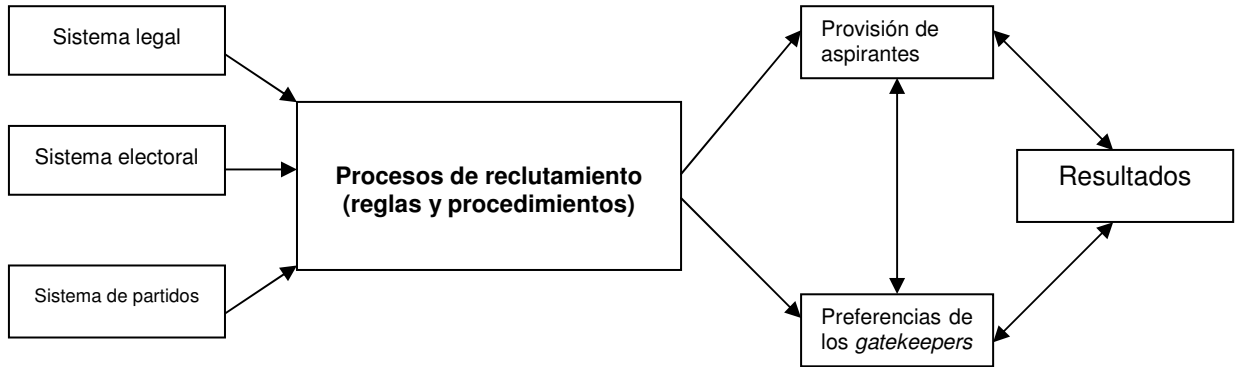 Sistema legal
Sistema electoral
Sistema de partidos
Procesos de reclutamiento
(reglas y procedimientos)
Provisión de
aspirantes
Preferencias de
los gatekeepers
Resultados